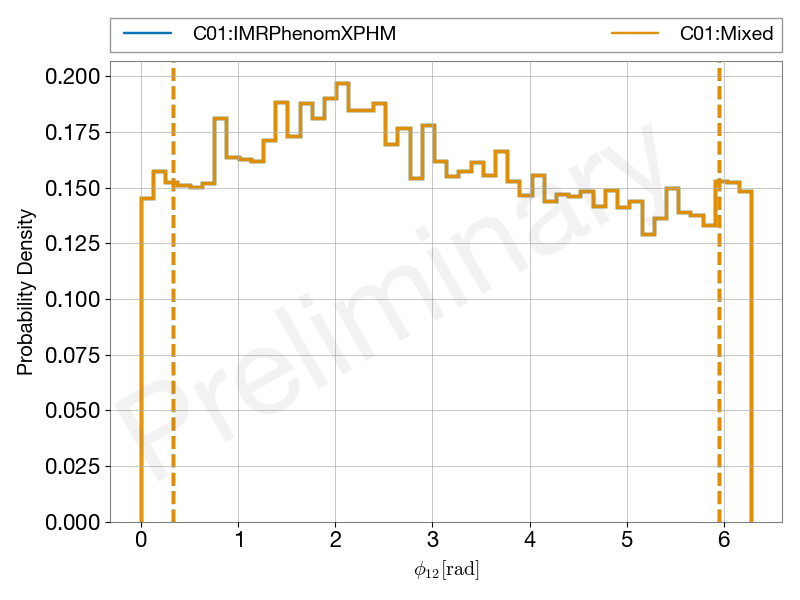 C01:IMRPhenomXPHM C01:Mixed
0.200
0.175
0.150
0.125
0.100
0.075
0.050
0.025
0.000
Probability Density
Preliminary
0 1 2 3 4 5 6
ϕ₁₂[rad]